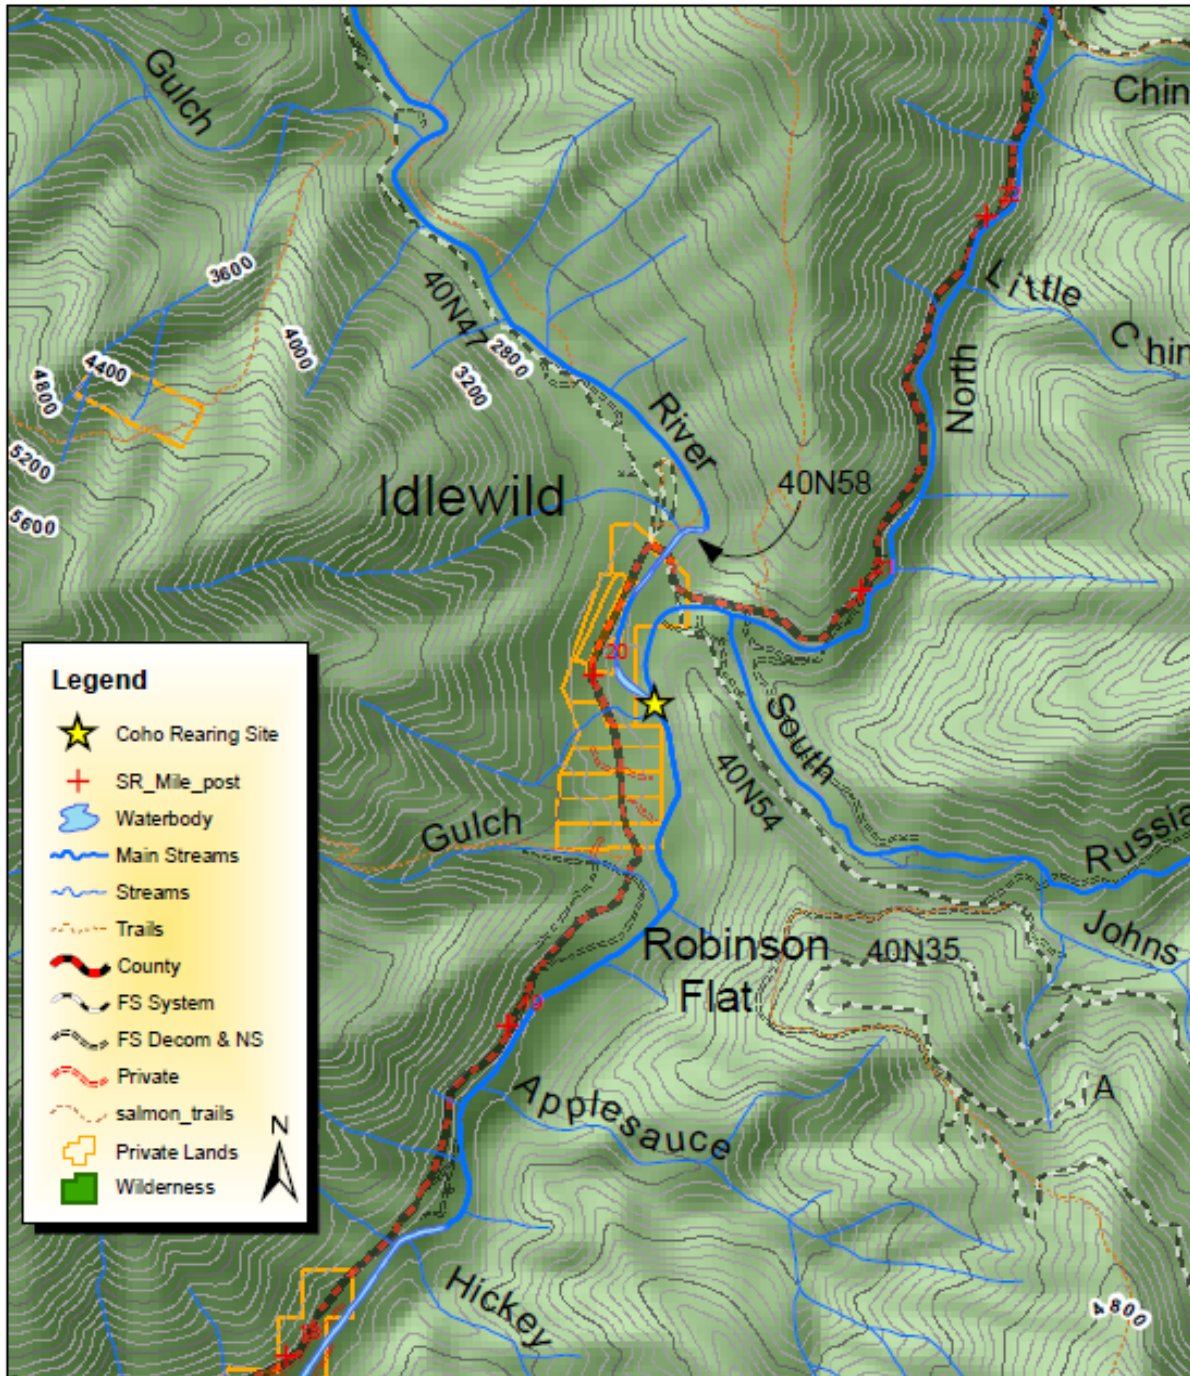 Gulch
Chin
3600
Little
Chin
40N47
4000
2800
3200
4400
4800
5200
5600
North
River
Idlewild
40N58
20
South
40N54
Gulch
Russia
Johns
Robinson
Flat
40N35
Applesauce
A
Hickey
4800
18
Legend
Coho Rearing Site
SR_Mile_post
Waterbody
Main Streams
Streams
Trails
County
FS System
FS Decom & NS
Private
salmon_trails
Private Lands
Wilderness
N